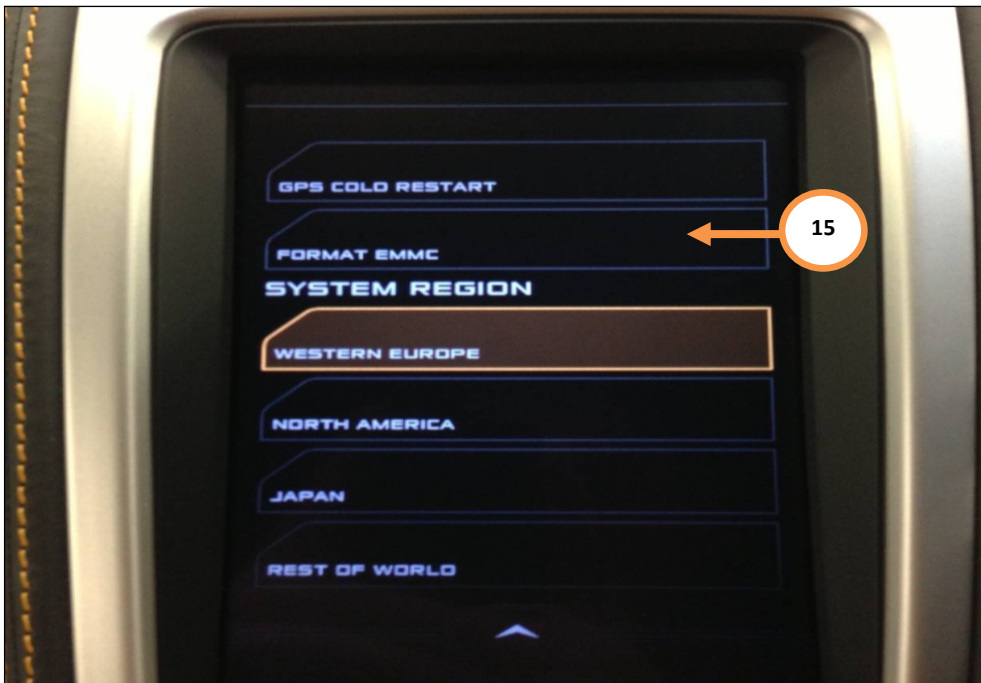 GPS COLD RESTART
FORMAT EMMC
15
SYSTEM REGION
WESTERN EUROPE
NORTH AMERICA
JAPAN
REST OF WORLD